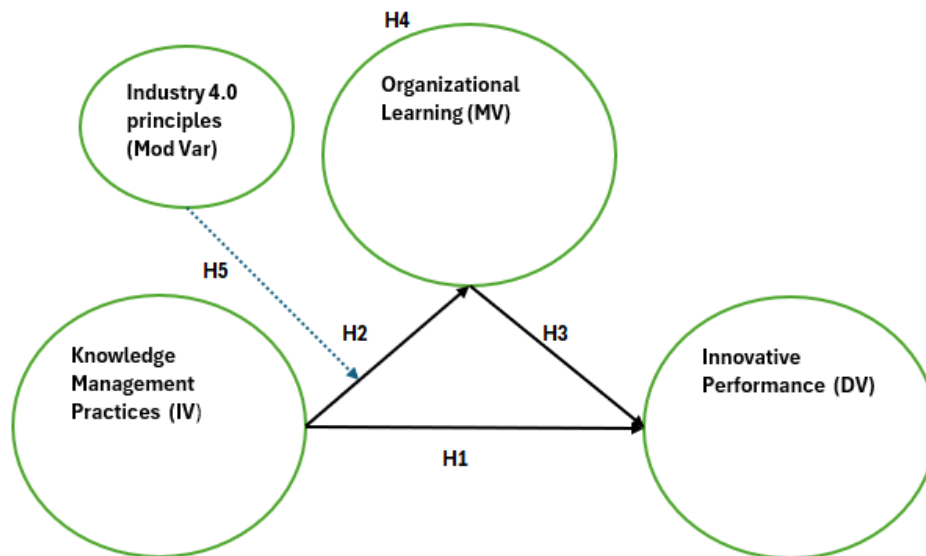 H4
Industry 4.0
principles
(Mod Var)
Organizational
Learning (MV)
H5
H2
H3
Knowledge
Management
Practices (IV)
Innovative
Performance (DV)
H1